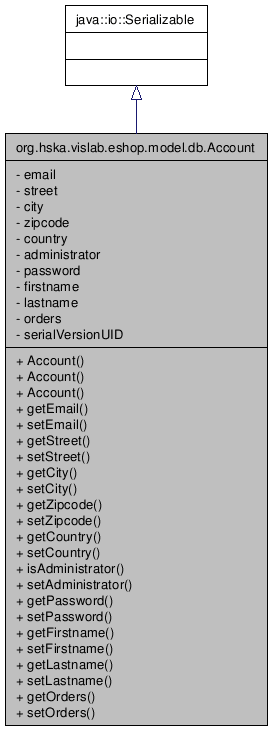 java::io::Serializable
org.hska.vislab.eshop.model.db.Account
- email
- street
- city
- zipcode
- country
- administrator
- password
- firstname
- lastname
- orders
- serialVersionUID
+ Account()
+ Account()
+ Account()
+ getEmail()
+ setEmail()
+ getStreet()
+ setStreet()
+ getCity()
+ setCity()
+ getZipcode()
+ setZipcode()
+ getCountry()
+ setCountry()
+ isAdministrator()
+ setAdministrator()
+ getPassword()
+ setPassword()
+ getFirstname()
+ setFirstname()
+ getLastname()
+ setLastname()
+ getOrders()
+ setOrders()